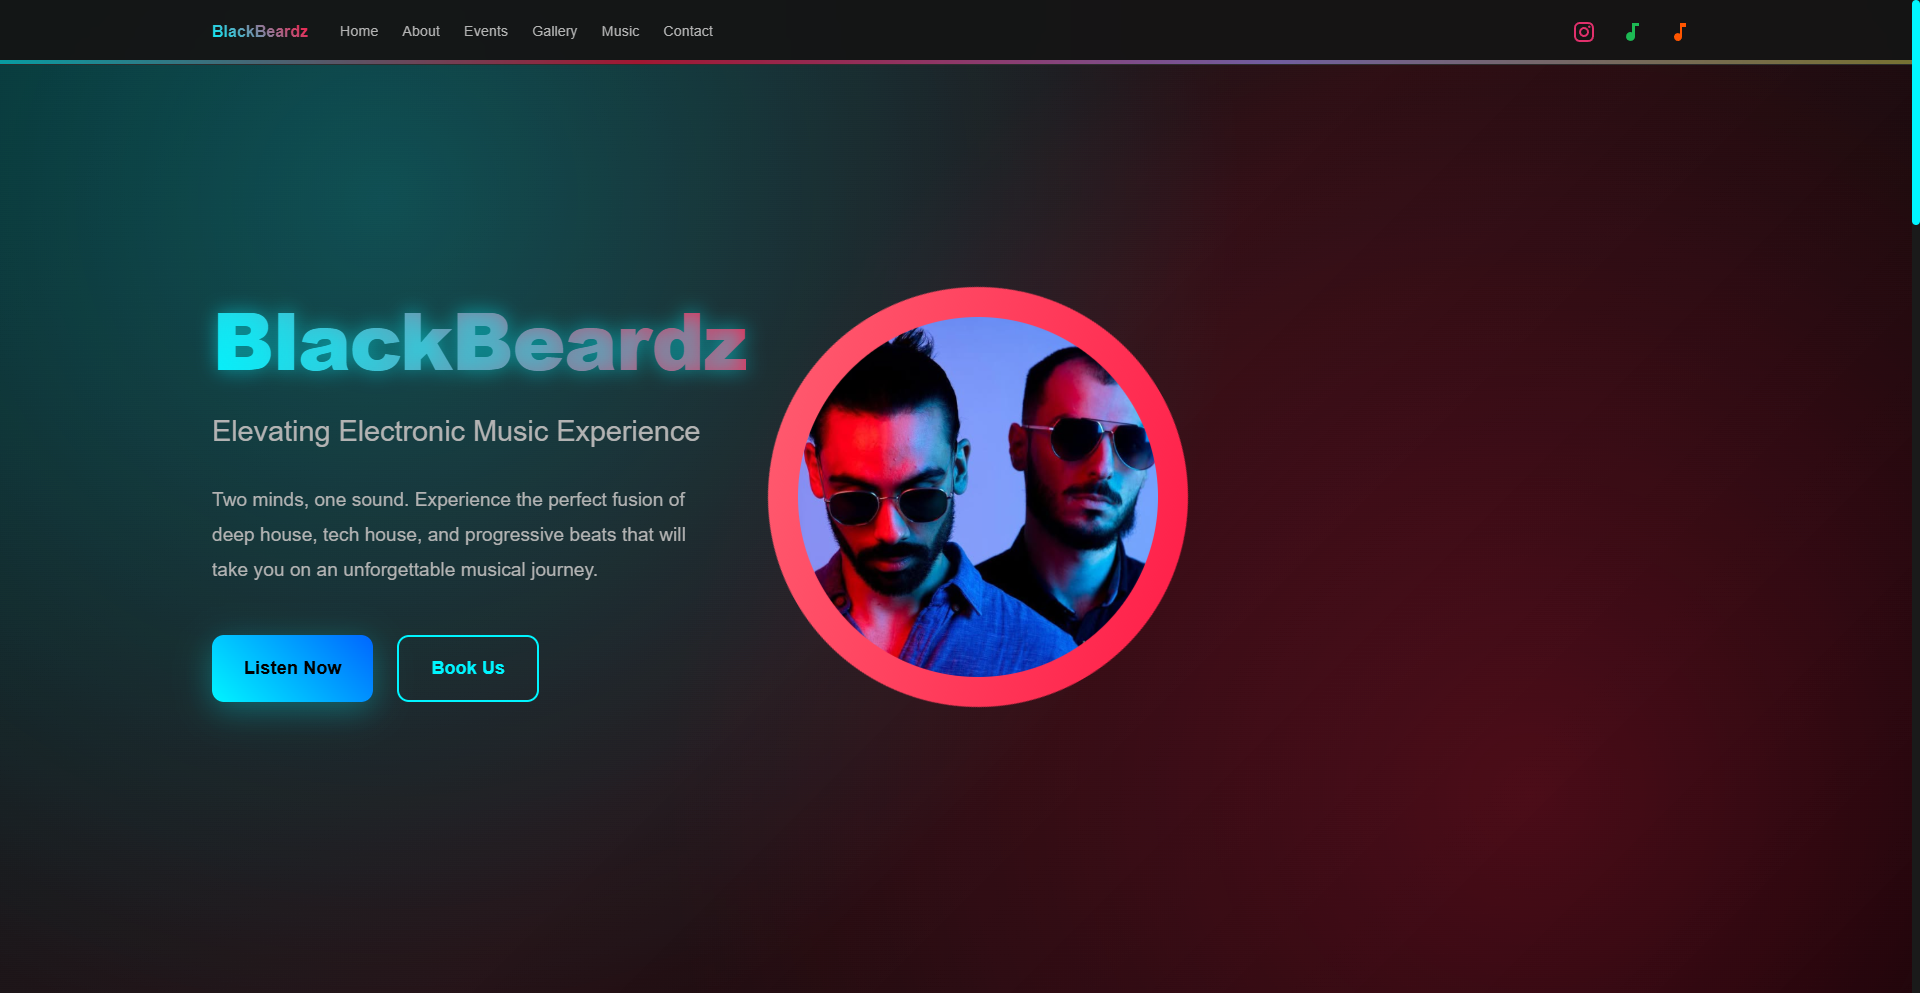 BlackBeardz
Home
About
Events
Gallery
Music
Contact
BlackBeardz
Elevating Electronic Music Experience
Two minds, one sound. Experience the perfect fusion of
deep house, tech house, and progressive beats that will
take you on an unforgettable musical journey.
Listen Now
Book Us